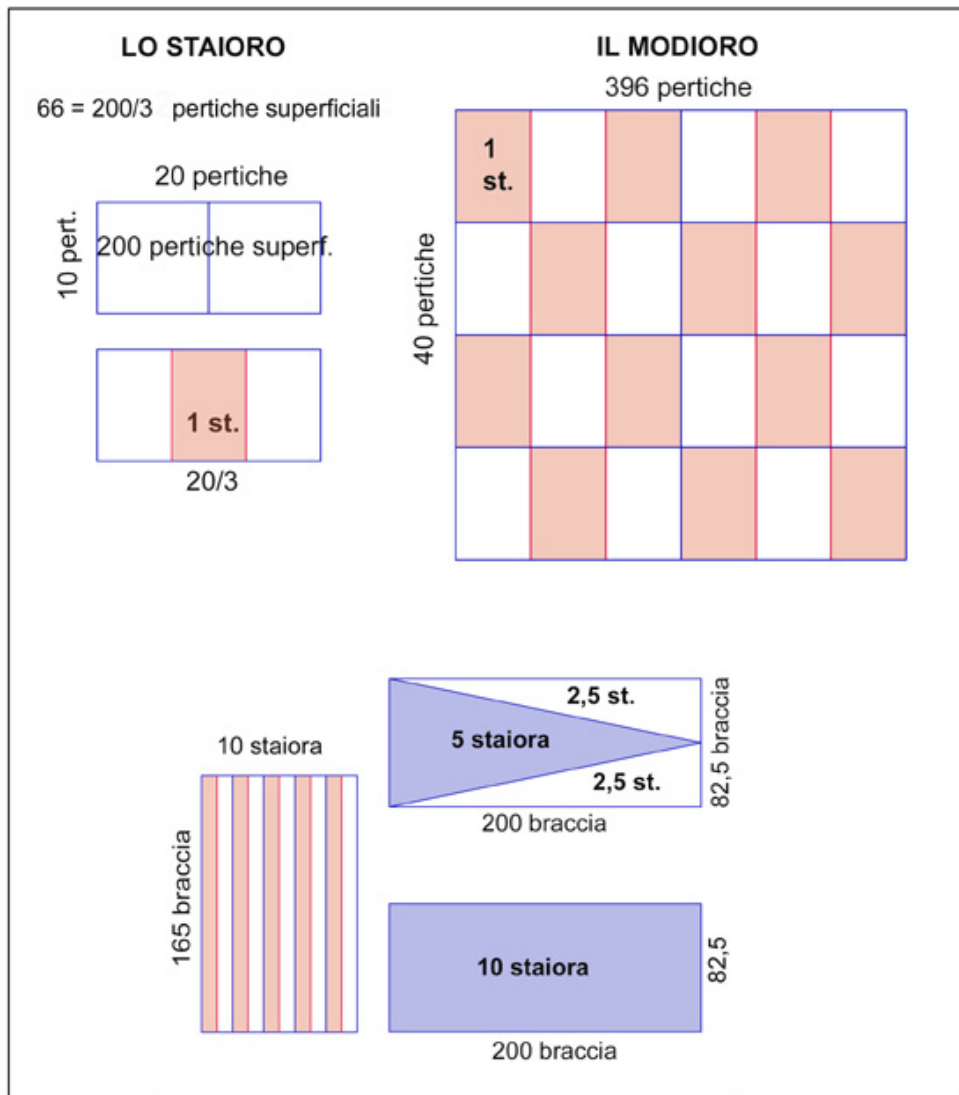 LO STAIORO
66 = 200/3 pertiche superficiali
20 pertiche
10 pert.
200 pertiche superf.
1 st.
20/3
IL MODIORO
396 pertiche
40 pertiche
1
st.
10 staiora
165 braccia
2,5 st.
5 staiora
2,5 st.
82,5 braccia
200 braccia
10 staiora
82,5
200 braccia